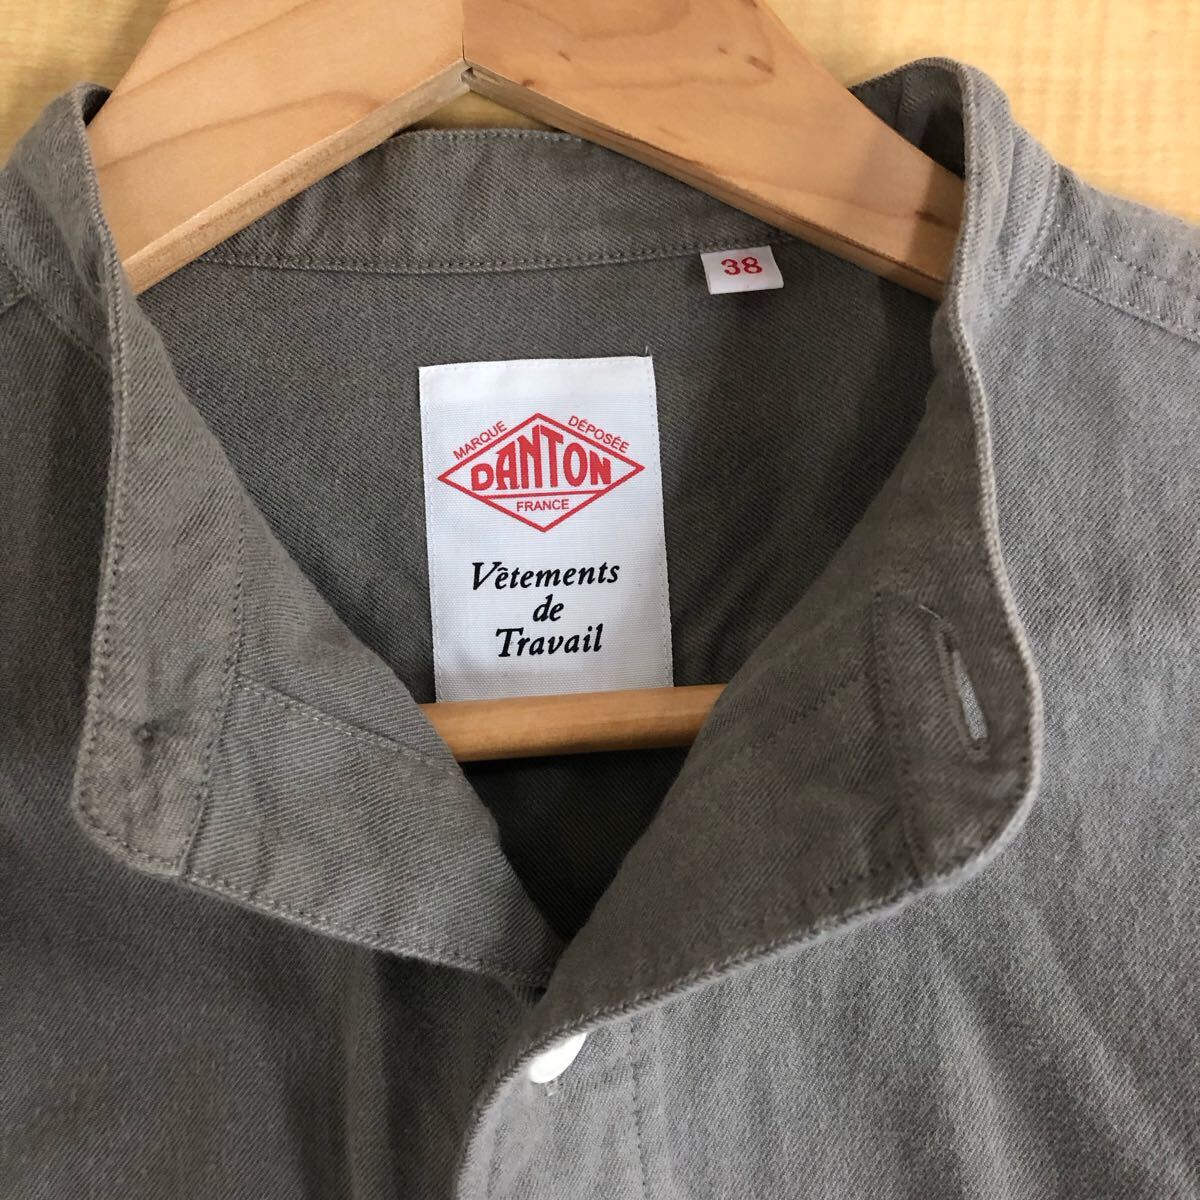 38
MARQUE DÉPOSÉE
DANTON
FRANCE
Vêtements
de
Travail